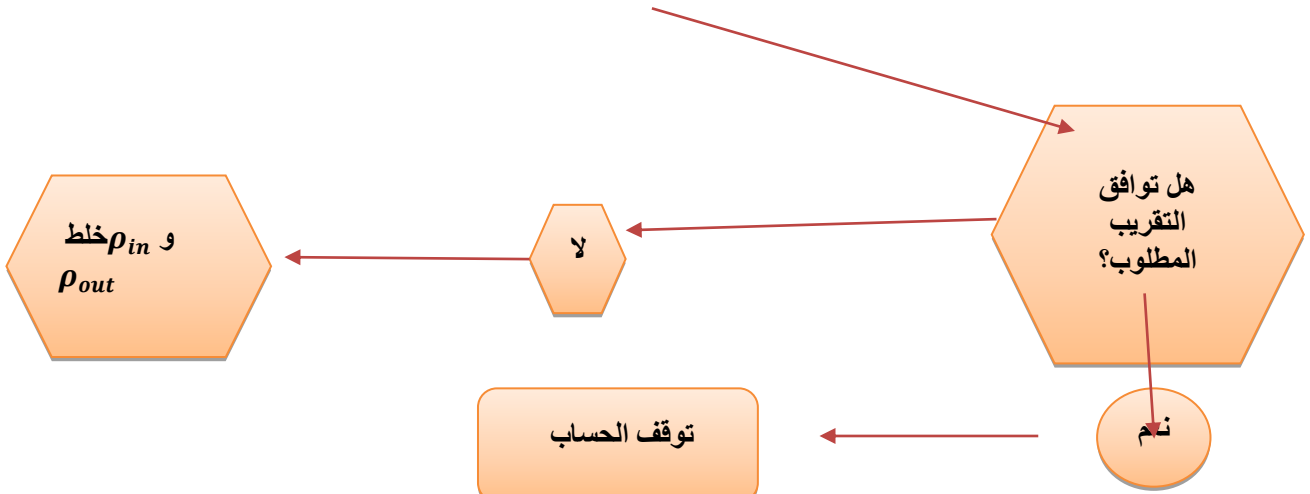 هل توافق
التقريب
المطلوب؟
لا
خلط ρ_in و
ρ_out
نعم
توقف الحساب